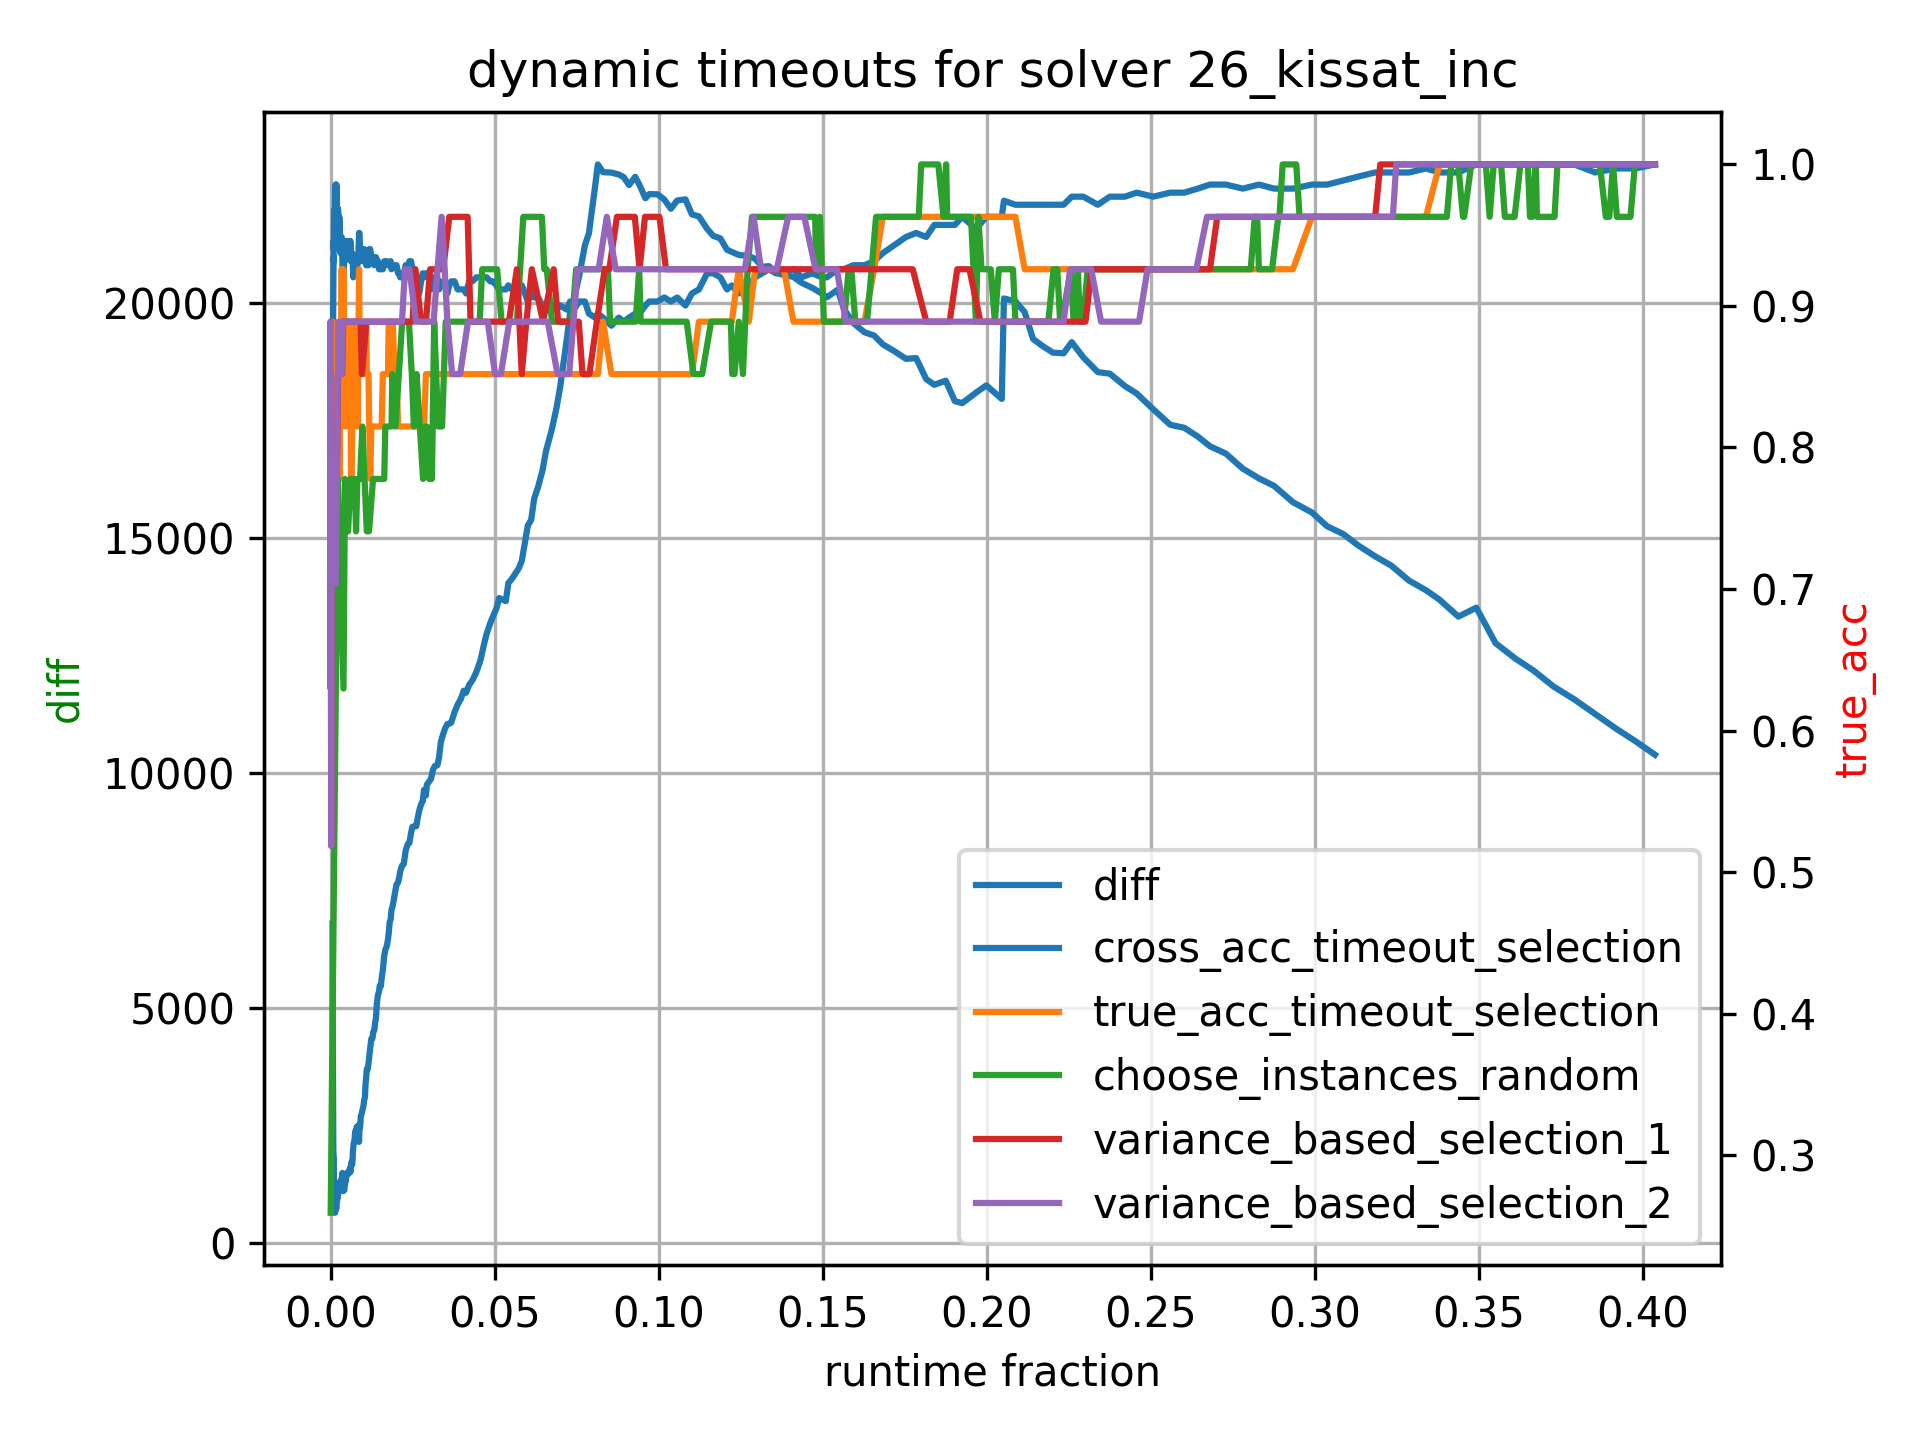 dynamic timeouts for solver 26_kissat_inc
diff
20000
15000
10000
5000
0
1.0
0.9
0.8
0.7
0.6
0.5
0.4
0.3
true_acc
diff
cross_acc_timeout_selection
true_acc_timeout_selection
choose_instances_random
variance_based_selection_1
variance_based_selection_2
0.00 0.05 0.10 0.15 0.20 0.25 0.30 0.35 0.40
runtime fraction